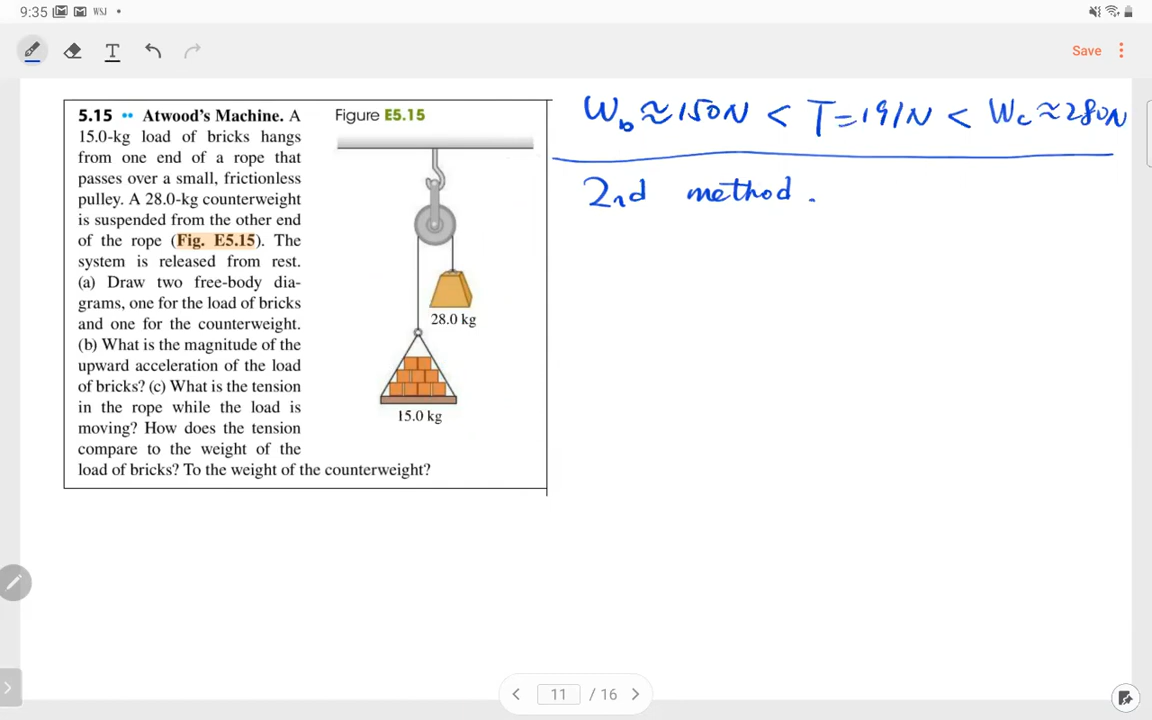 9:35 WSJ
Save
5.15 •• Atwood's Machine. A
15.0-kg load of bricks hangs
from one end of a rope that
passes over a small, frictionless
pulley. A 28.0-kg counterweight
is suspended from the other end
of the rope (Fig. E5.15). The
system is released from rest.
(a) Draw two free-body dia-
grams, one for the load of bricks
and one for the counterweight.
(b) What is the magnitude of the
upward acceleration of the load
of bricks? (c) What is the tension
in the rope while the load is
moving? How does the tension
compare to the weight of the
load of bricks? To the weight of the counterweight?
Figure E5.15
28.0 kg
15.0 kg
W_b ≈ 150N < T = 191N < W_c ≈ 280N
2nd method.
11 / 16